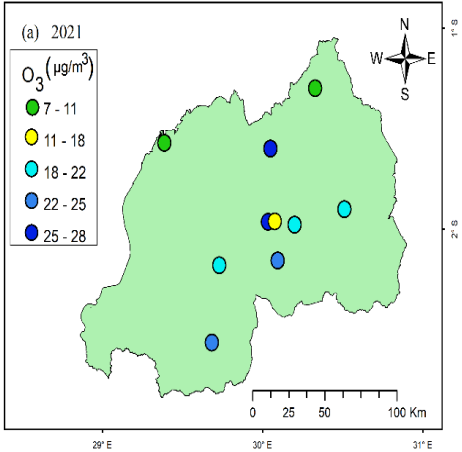 (a) 2021
O3 (µg/m³)
7 - 11
11 - 18
18 - 22
22 - 25
25 - 28
N
W E
S
1° S
2° S
0 25 50 100 Km
29° E 30° E 31° E